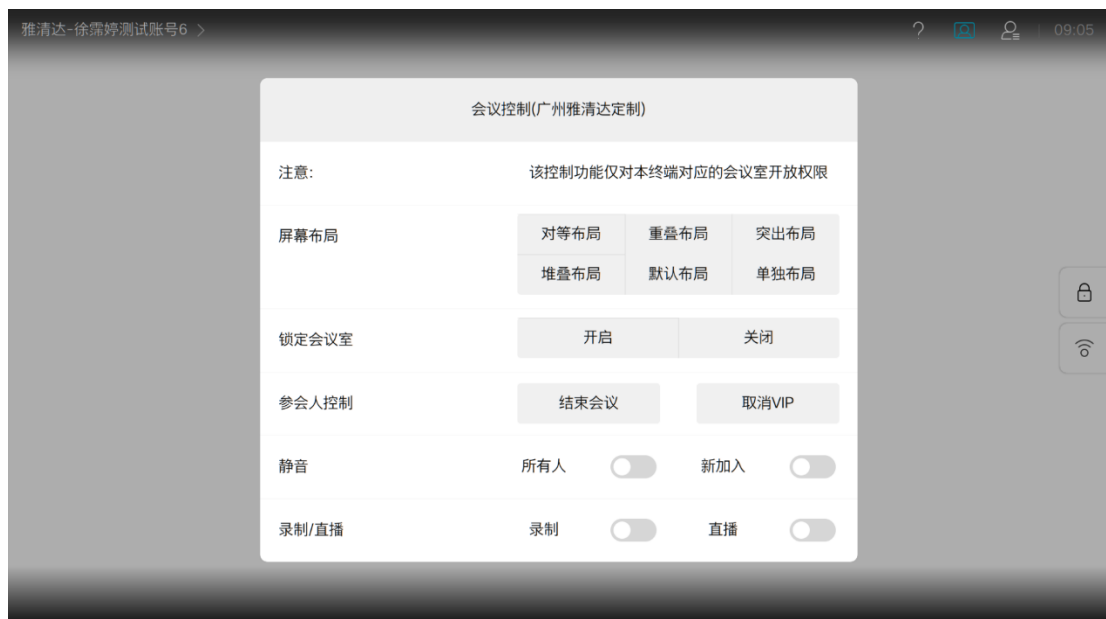 雅清达-徐霈婷测试账号6 >
? 09:05
会议控制(广州雅清达定制)
注意: 该控制功能仅对本终端对应的会议室开放权限
屏幕布局 对等布局 重叠布局 突出布局
堆叠布局 默认布局 单独布局
锁定会议室 开启 关闭
参会人控制 结束会议 取消VIP
静音 所有人 新加入
录制/直播 录制 直播